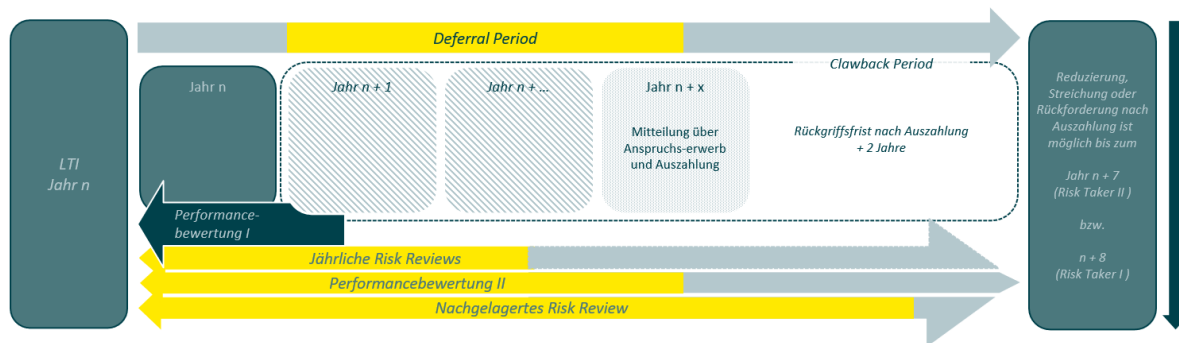 LTI
Jahr n
Deferral Period
Clawback Period
Jahr n
Jahr n + 1
Jahr n + ...
Jahr n + x
Mitteilung über
Anspruchs-erwerb
und Auszahlung
Rückgriffsfrist nach Auszahlung
+ 2 Jahre
Performance-
bewertung I
Jährliche Risk Reviews
Performancebewertung II
Nachgelagertes Risk Review
Reduzierung,
Streichung oder
Rückforderung nach
Auszahlung ist
möglich bis zum
Jahr n + 7
(Risk Taker II )
bzw.
n + 8
(Risk Taker I )